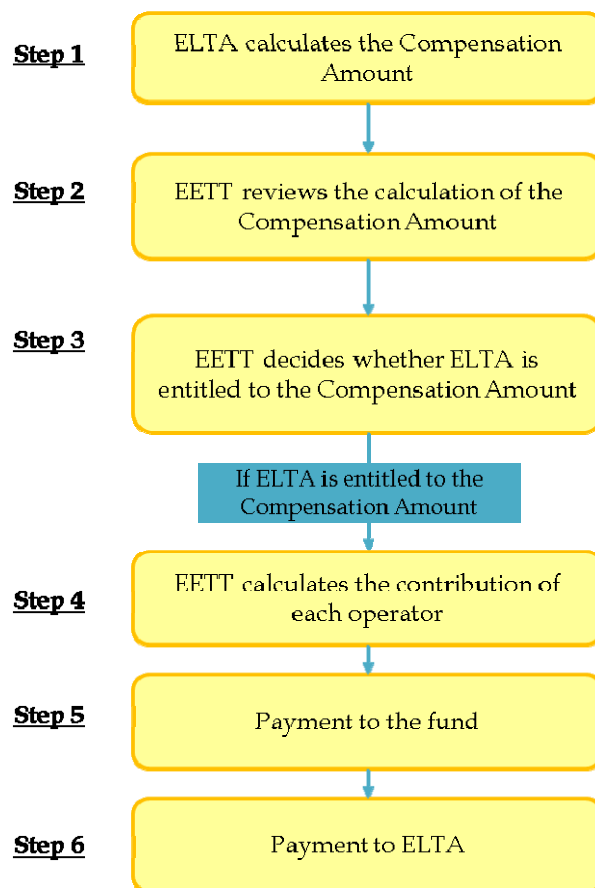 Step 1
ELTA calculates the Compensation
Amount
Step 2
EETT reviews the calculation of the
Compensation Amount
Step 3
EETT decides whether ELTA is
entitled to the Compensation Amount
If ELTA is entitled to the
Compensation Amount
Step 4
EETT calculates the contribution of
each operator
Step 5
Payment to the fund
Step 6
Payment to ELTA